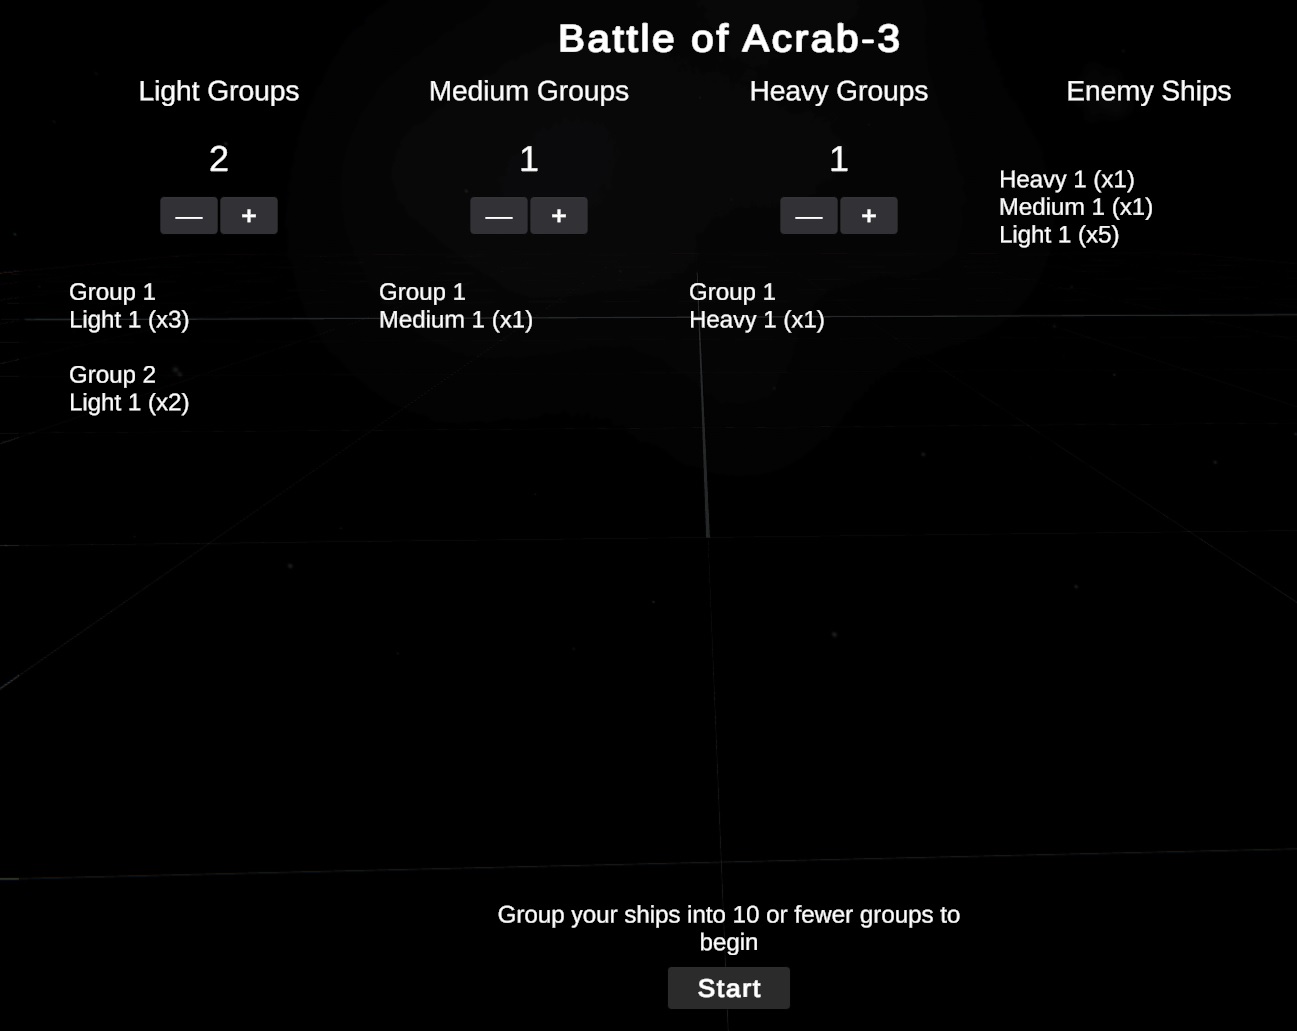 Battle of Acrab-3
Light Groups
2
— +
Group 1
Light 1 (x3)
Group 2
Light 1 (x2)
Medium Groups
1
— +
Group 1
Medium 1 (x1)
Heavy Groups
1
— +
Group 1
Heavy 1 (x1)
Enemy Ships
Heavy 1 (x1)
Medium 1 (x1)
Light 1 (x5)
Group your ships into 10 or fewer groups to
begin
Start